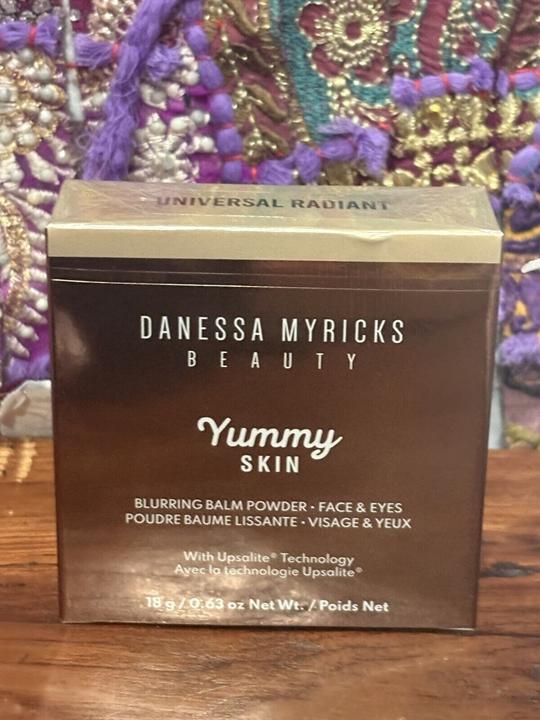 UNIVERSAL RADIANT
DANESSA MYRICKS
BEAUTY
Yummy
SKIN
BLURRING BALM POWDER • FACE & EYES
POUDRE BAUME LISSANTE • VISAGE & YEUX
With Upsalite® Technology
Avec la technologie Upsalite®
18 g / 0.63 oz Net Wt. / Poids Net